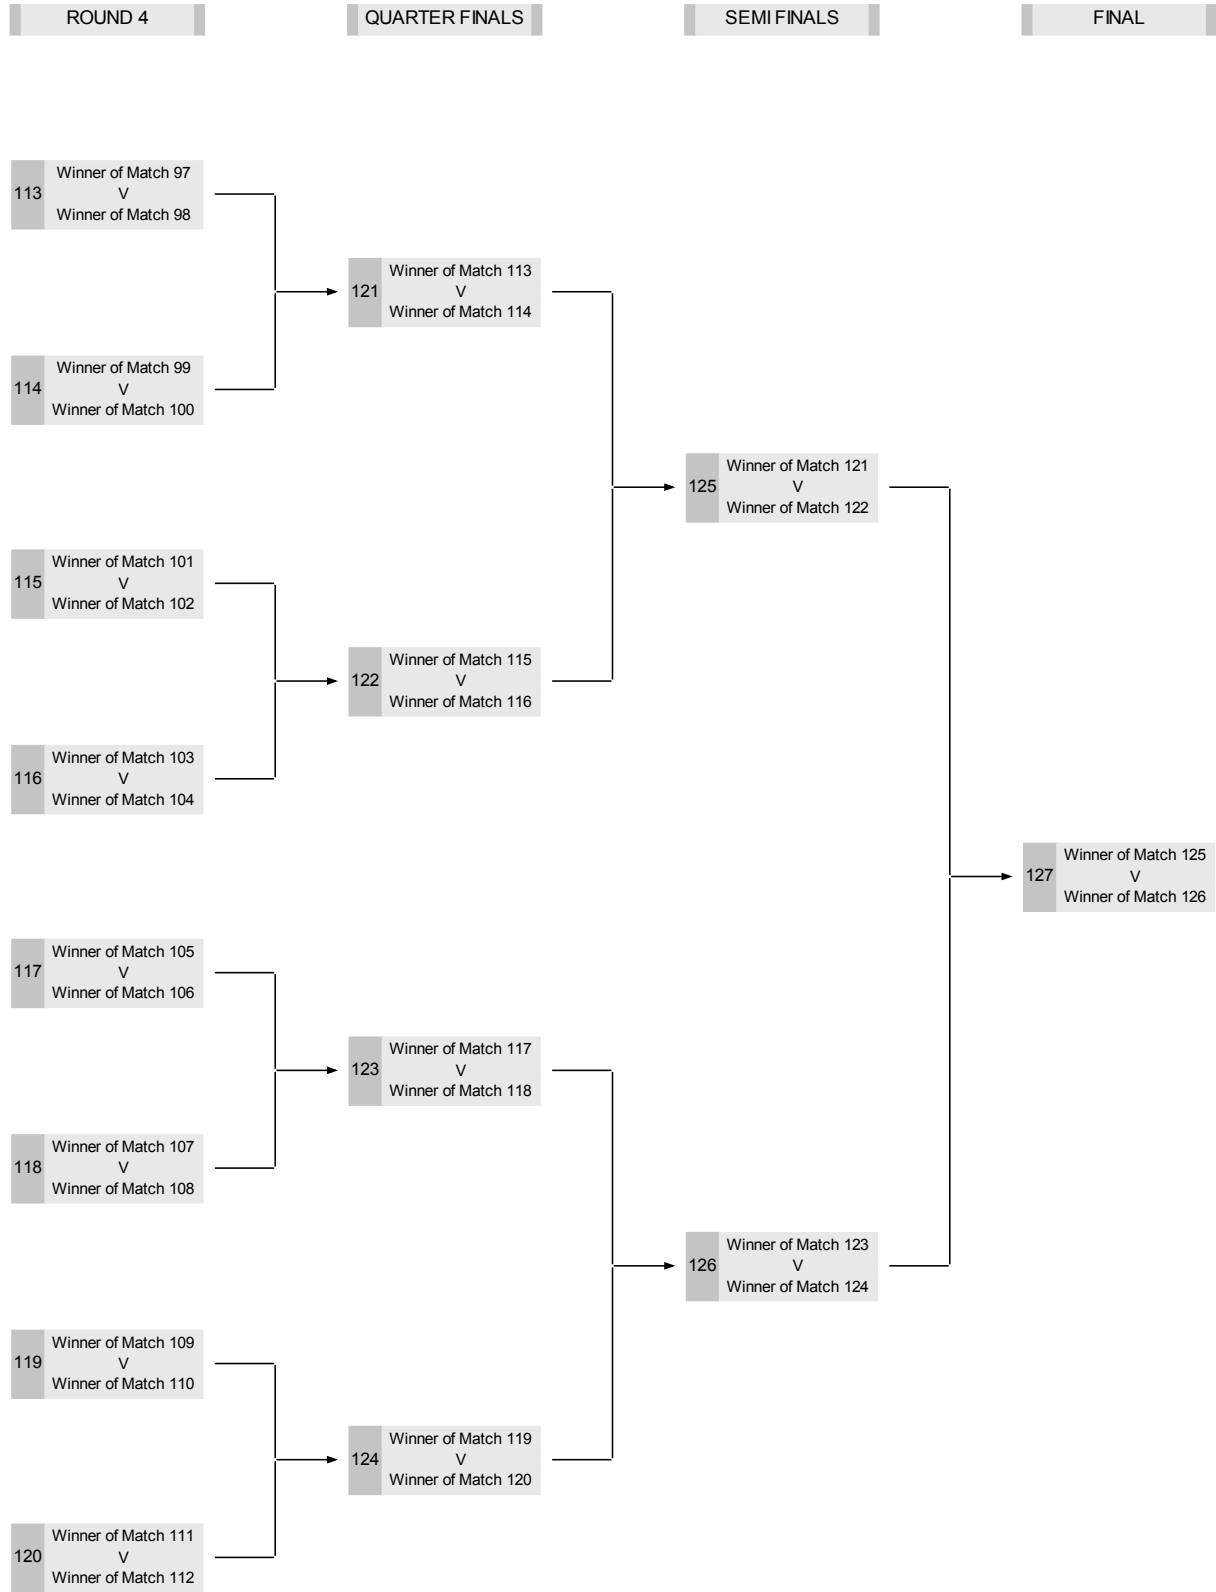 ROUND 4
QUARTER FINALS
SEMI FINALS
FINAL
113
Winner of Match 97
V
Winner of Match 98
114
Winner of Match 99
V
Winner of Match 100
115
Winner of Match 101
V
Winner of Match 102
116
Winner of Match 103
V
Winner of Match 104
117
Winner of Match 105
V
Winner of Match 106
118
Winner of Match 107
V
Winner of Match 108
119
Winner of Match 109
V
Winner of Match 110
120
Winner of Match 111
V
Winner of Match 112
121
Winner of Match 113
V
Winner of Match 114
122
Winner of Match 115
V
Winner of Match 116
123
Winner of Match 117
V
Winner of Match 118
124
Winner of Match 119
V
Winner of Match 120
125
Winner of Match 121
V
Winner of Match 122
126
Winner of Match 123
V
Winner of Match 124
127
Winner of Match 125
V
Winner of Match 126